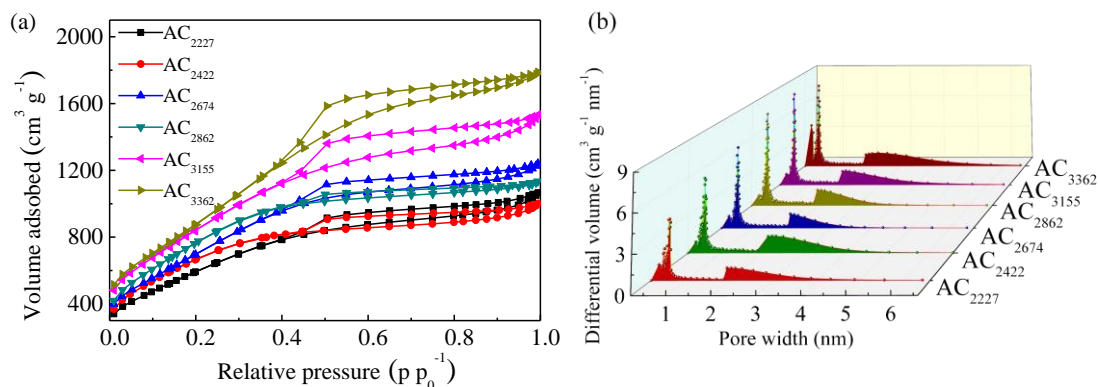 (a)
2000
1600
1200
800
400
Volume adsobed (cm³ g⁻¹)
AC₂₂₂₇
AC₂₄₂₂
AC₂₆₇₄
AC₂₈₆₂
AC₃₁₅₅
AC₃₃₆₂
0.0 0.2 0.4 0.6 0.8 1.0
Relative pressure (p p₀⁻¹)
(b)
9
6
3
0
Differential volume (cm³ g⁻¹ nm⁻¹)
AC₃₃₆₂
AC₃₁₅₅
AC₂₈₆₂
AC₂₆₇₄
AC₂₄₂₂
AC₂₂₂₇
1 2 3 4 5 6
Pore width (nm)